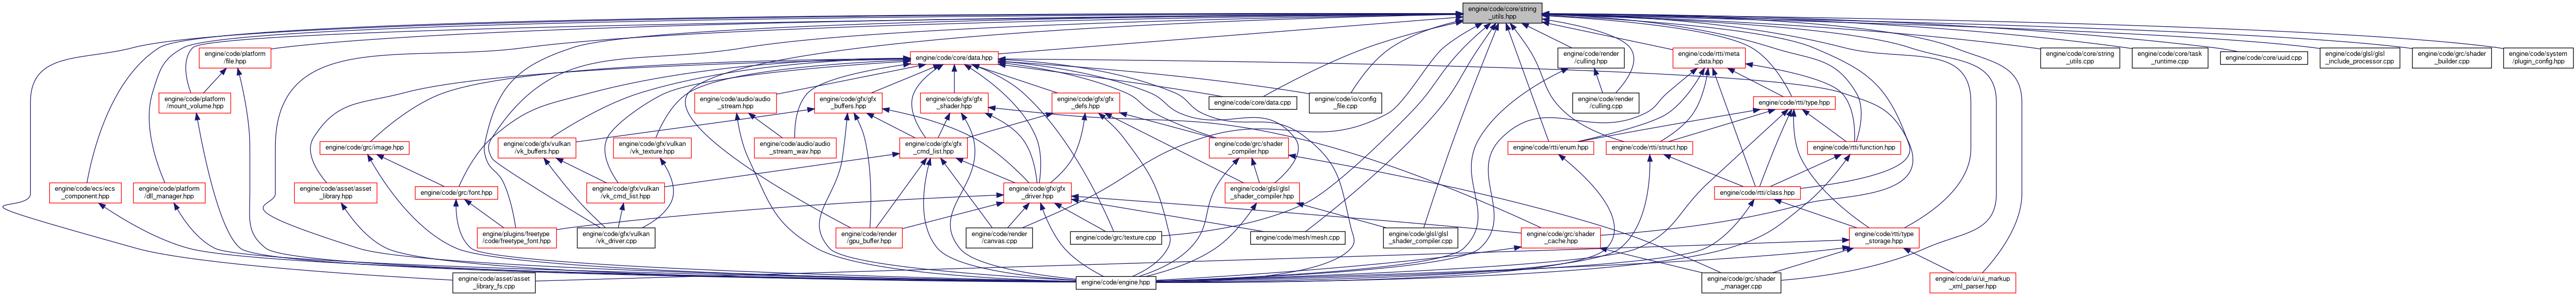 engine/code/core/string
_utils.hpp
engine/code/platform
/file.hpp
engine/code/core/data.hpp
engine/code/render
/culling.hpp
engine/code/rtti/meta
_data.hpp
engine/code/core/string
_utils.cpp
engine/code/core/task
_runtime.cpp
engine/code/core/uuid.cpp
engine/code/glsl/glsl
_include_processor.cpp
engine/code/grc/shader
_builder.cpp
engine/code/system
/plugin_config.hpp
engine/code/platform
/mount_volume.hpp
engine/code/audio/audio
_stream.hpp
engine/code/gfx/gfx
_buffers.hpp
engine/code/gfx/gfx
_shader.hpp
engine/code/gfx/gfx
_defs.hpp
engine/code/core/data.cpp
engine/code/io/config
_file.cpp
engine/code/render
/culling.cpp
engine/code/rtti/type.hpp
engine/code/grc/image.hpp
engine/code/gfx/vulkan
/vk_buffers.hpp
engine/code/gfx/vulkan
/vk_texture.hpp
engine/code/audio/audio
_stream_wav.hpp
engine/code/gfx/gfx
_cmd_list.hpp
engine/code/grc/shader
_compiler.hpp
engine/code/rtti/enum.hpp
engine/code/rtti/struct.hpp
engine/code/rtti/function.hpp
engine/code/ecs/ecs
_component.hpp
engine/code/platform
/dll_manager.hpp
engine/code/asset/asset
_library.hpp
engine/code/grc/font.hpp
engine/code/gfx/vulkan
/vk_cmd_list.hpp
engine/code/gfx/gfx
_driver.hpp
engine/code/glsl/glsl
_shader_compiler.hpp
engine/code/rtti/class.hpp
engine/plugins/freetype
/code/freetype_font.hpp
engine/code/gfx/vulkan
/vk_driver.cpp
engine/code/render
/gpu_buffer.hpp
engine/code/render
/canvas.cpp
engine/code/grc/texture.cpp
engine/code/mesh/mesh.cpp
engine/code/glsl/glsl
_shader_compiler.cpp
engine/code/grc/shader
_cache.hpp
engine/code/rtti/type
_storage.hpp
engine/code/asset/asset
_library_fs.cpp
engine/code/engine.hpp
engine/code/grc/shader
_manager.cpp
engine/code/ui/ui_markup
_xml_parser.hpp